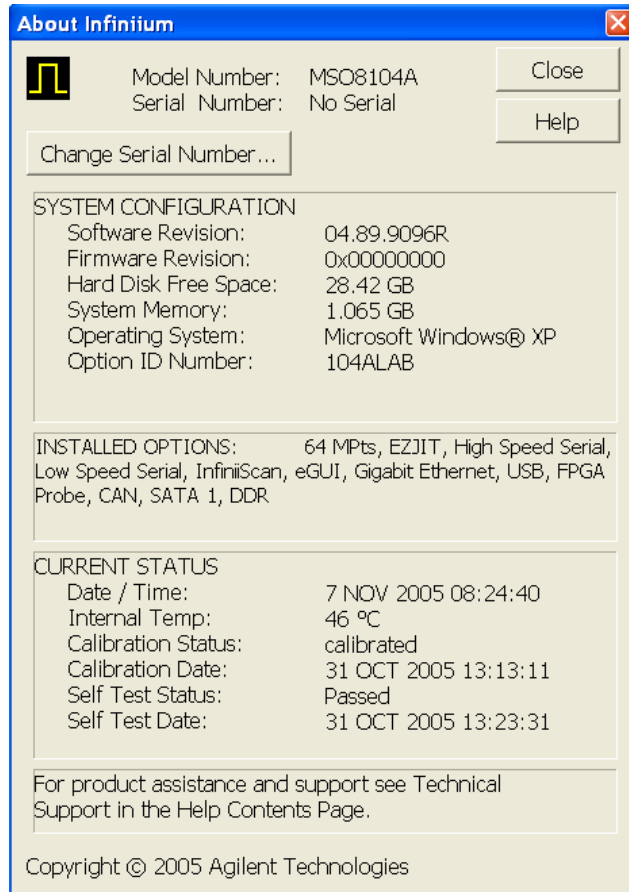 About Infiniium
Model Number: MSO8104A
Serial Number: No Serial
Close
Help
Change Serial Number...
SYSTEM CONFIGURATION
Software Revision: 04.89.9096R
Firmware Revision: 0x00000000
Hard Disk Free Space: 28.42 GB
System Memory: 1.065 GB
Operating System: Microsoft Windows® XP
Option ID Number: 104ALAB
INSTALLED OPTIONS: 64 MPts, EZJIT, High Speed Serial,
Low Speed Serial, InfiniiScan, eGUI, Gigabit Ethernet, USB, FPGA
Probe, CAN, SATA 1, DDR
CURRENT STATUS
Date / Time: 7 NOV 2005 08:24:40
Internal Temp: 46 ºC
Calibration Status: calibrated
Calibration Date: 31 OCT 2005 13:13:11
Self Test Status: Passed
Self Test Date: 31 OCT 2005 13:23:31
For product assistance and support see Technical
Support in the Help Contents Page.
Copyright © 2005 Agilent Technologies